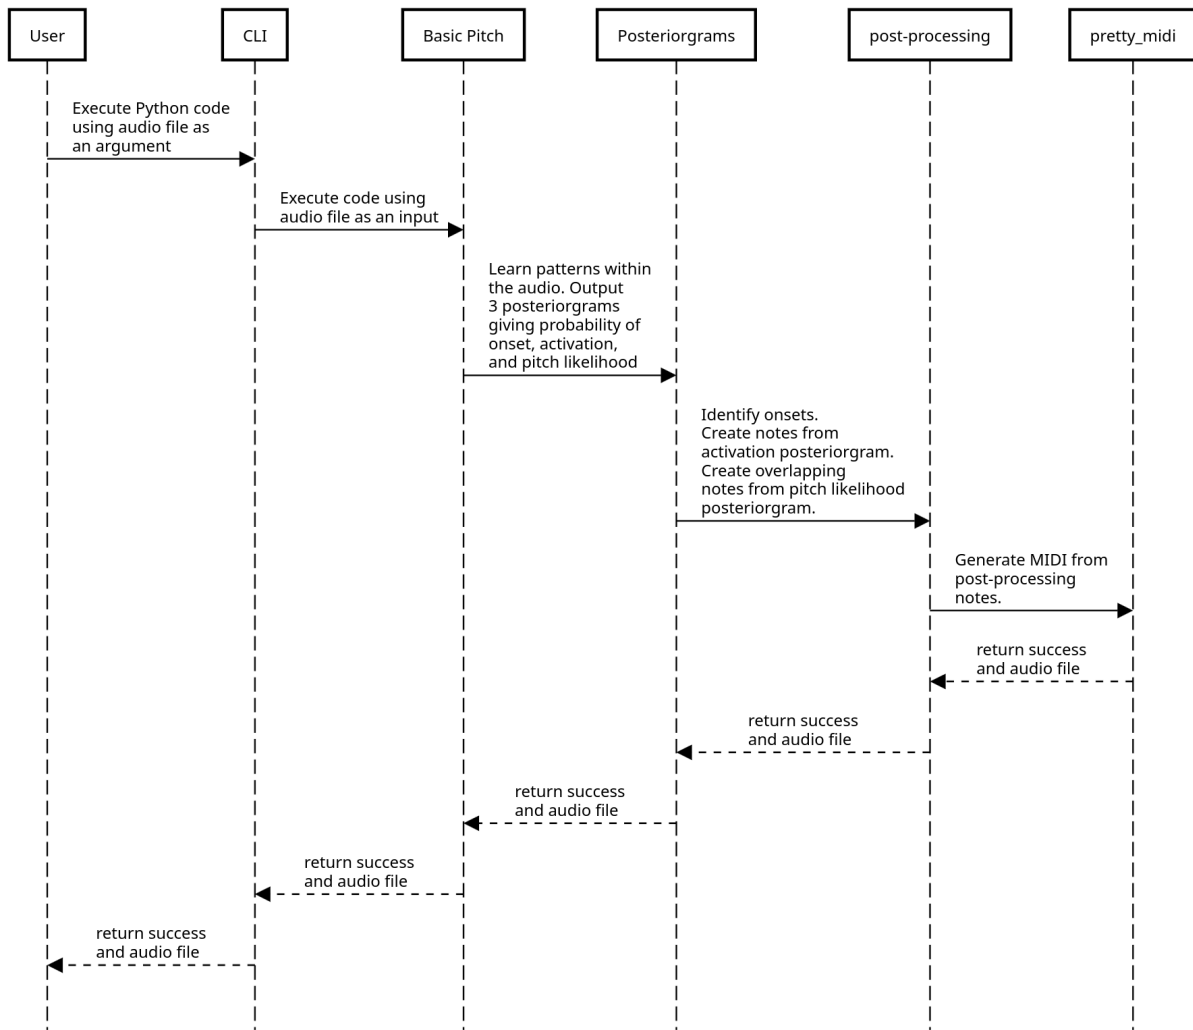 User
CLI
Basic Pitch
Posteriorgrams
post-processing
pretty_midi
Execute Python code
using audio file as
an argument
Execute code using
audio file as an input
Learn patterns within
the audio. Output
3 posteriorgrams
giving probability of
onset, activation,
and pitch likelihood
Identify onsets.
Create notes from
activation posteriorgram.
Create overlapping
notes from pitch likelihood
posteriorgram.
Generate MIDI from
post-processing
notes.
return success
and audio file
return success
and audio file
return success
and audio file
return success
and audio file
return success
and audio file